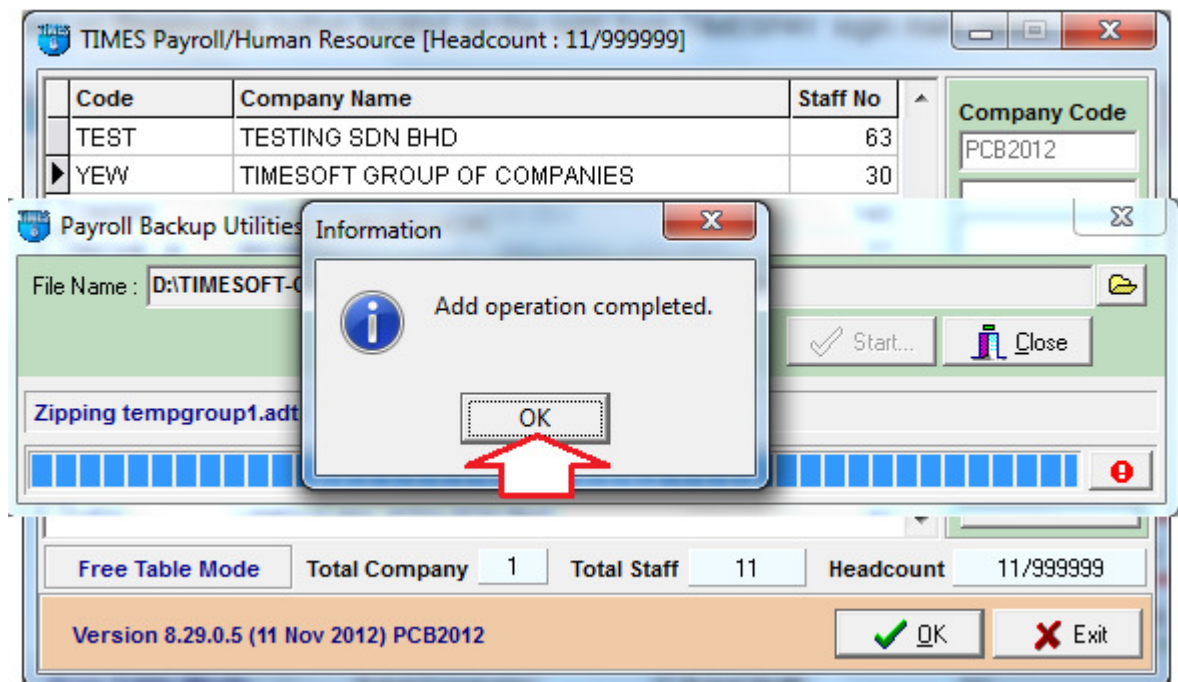 TIMES Payroll/Human Resource [Headcount : 11/999999]
Code Company Name Staff No
Company Code
TEST TESTING SDN BHD 63
PCB2012
YEW TIMESOFT GROUP OF COMPANIES 30
Payroll Backup Utilities
Information
File Name : D:\TIMESOFT-
Add operation completed.
Start...
Close
Zipping tempgroup1.adt
OK
Free Table Mode Total Company 1 Total Staff 11 Headcount 11/999999
Version 8.29.0.5 (11 Nov 2012) PCB2012
OK
Exit